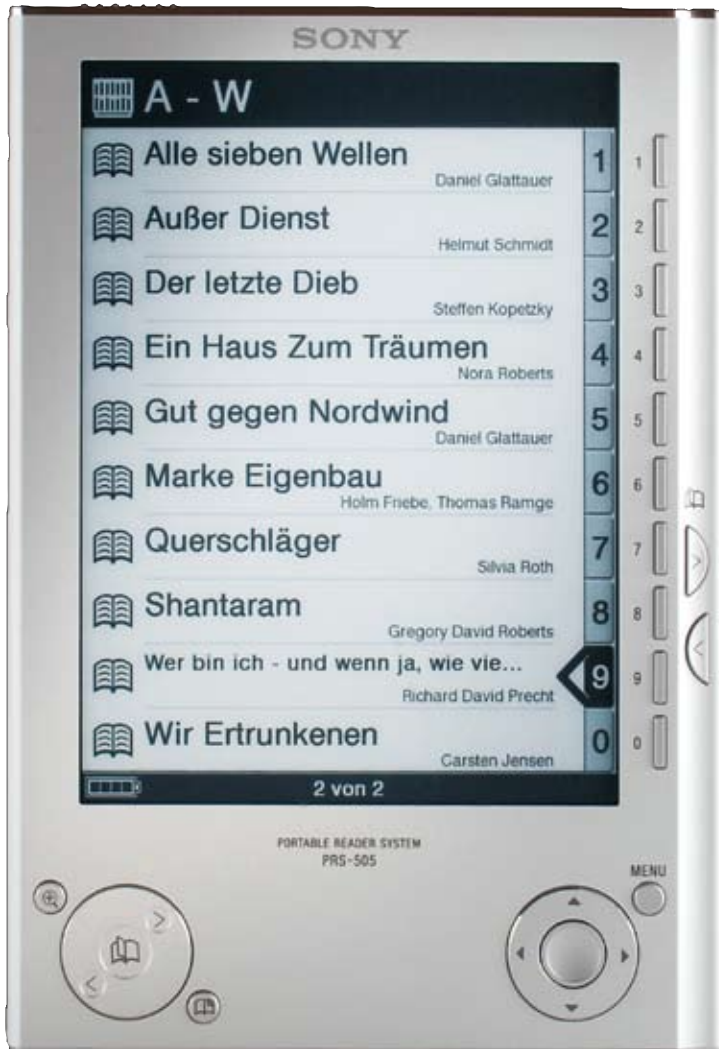 SONY
A - W
Alle sieben Wellen 1 1
Daniel Glattauer
Außer Dienst 2 2
Helmut Schmidt
Der letzte Dieb 3 3
Steffen Kopetzky
Ein Haus Zum Träumen 4 4
Nora Roberts
Gut gegen Nordwind 5 5
Daniel Glattauer
Marke Eigenbau 6 6
Holm Friebe, Thomas Ramge
Querschläger 7 7
Silvia Roth
Shantaram 8 8
Gregory David Roberts
Wer bin ich - und wenn ja, wie vie... 9 9
Richard David Precht
Wir Ertrunkenen 0 0
Carsten Jensen
2 von 2
PORTABLE READER SYSTEM
PRS-505
MENU